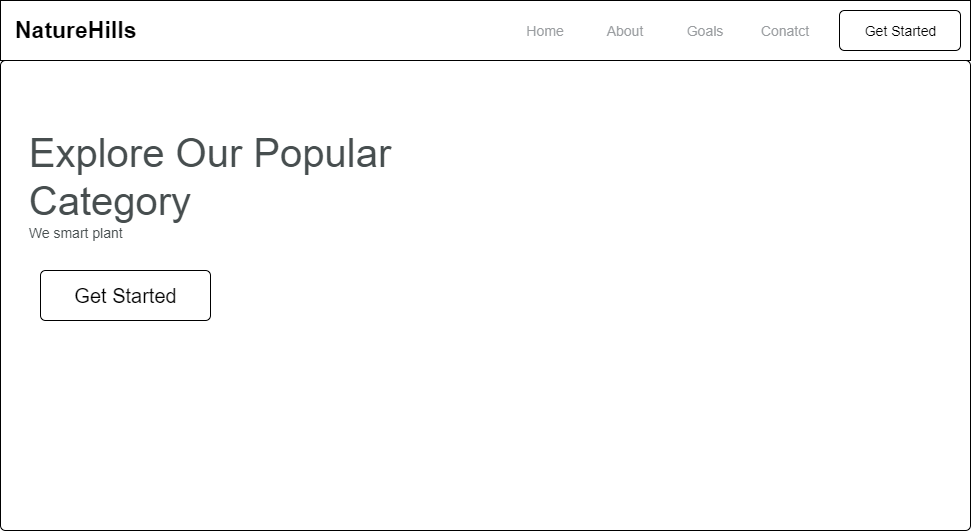 NatureHills
Home About Goals Conatct Get Started
Explore Our Popular
Category
We smart plant
Get Started